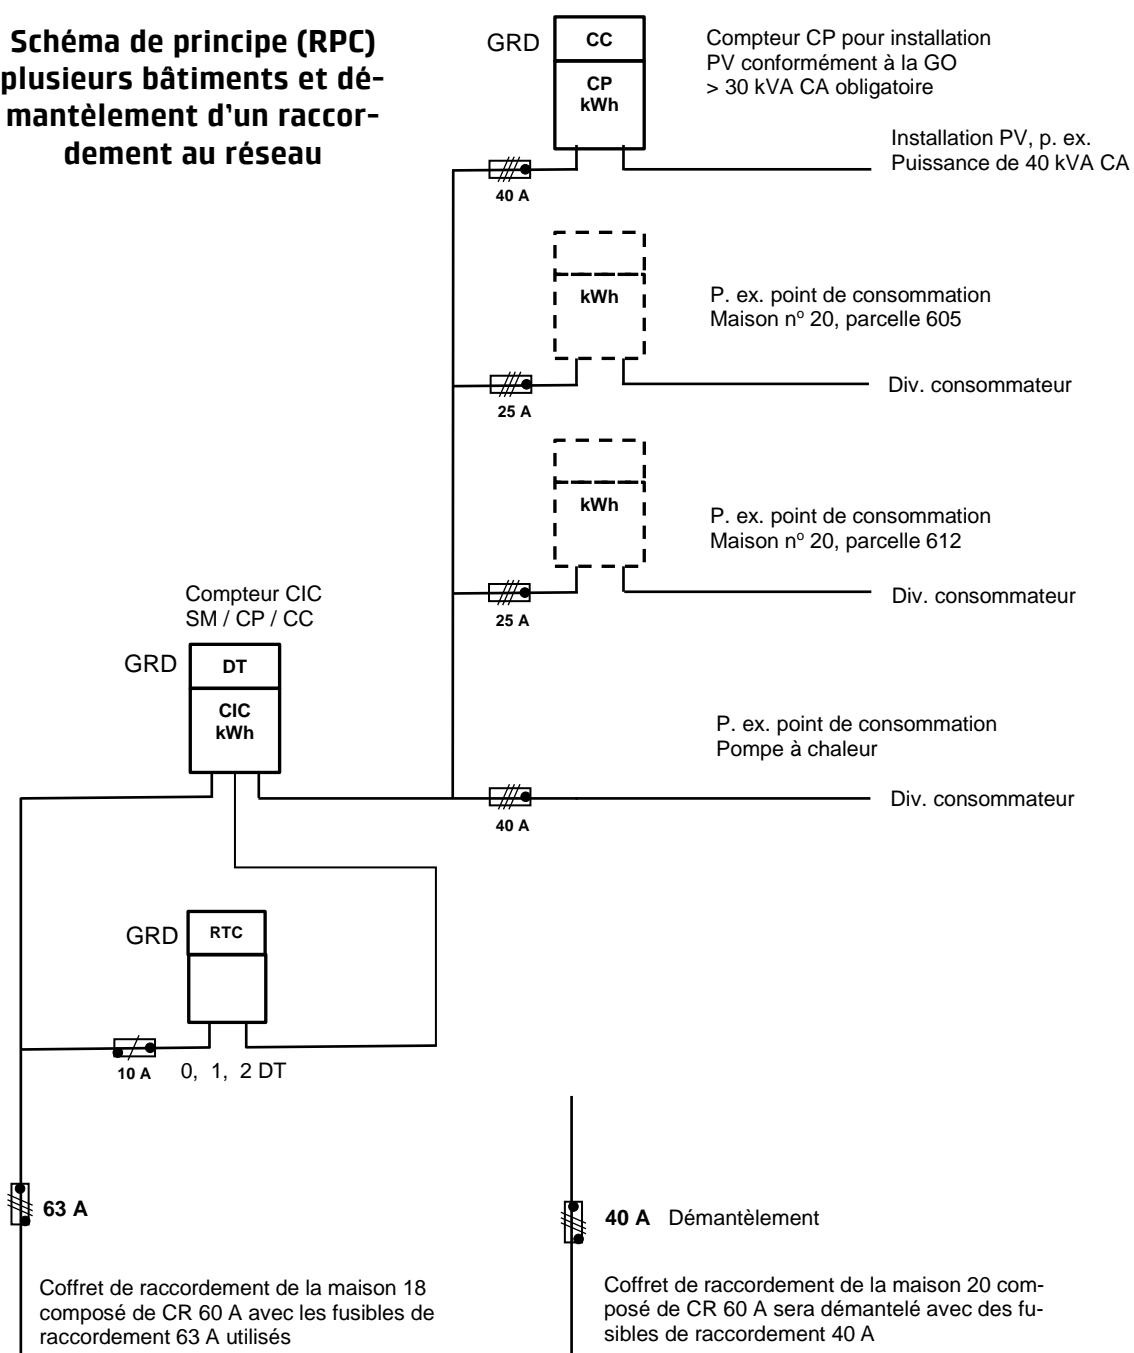 Schéma de principe (RPC)
plusieurs bâtiments et dé-
mantèlement d'un raccor-
dement au réseau
GRD
CC
CP
kWh
Compteur CP pour installation
PV conformément à la GO
> 30 kVA CA obligatoire
Installation PV, p. ex.
Puissance de 40 kVA CA
40 A
kWh
P. ex. point de consommation
Maison nº 20, parcelle 605
Div. consommateur
25 A
kWh
P. ex. point de consommation
Maison nº 20, parcelle 612
Div. consommateur
25 A
Compteur CIC
SM / CP / CC
GRD
DT
CIC
kWh
P. ex. point de consommation
Pompe à chaleur
Div. consommateur
40 A
GRD
RTC
10 A
0, 1, 2 DT
63 A
40 A Démantèlement
Coffret de raccordement de la maison 18
composé de CR 60 A avec les fusibles de
raccordement 63 A utilisés
Coffret de raccordement de la maison 20 com-
posé de CR 60 A sera démantelé avec des fu-
sibles de raccordement 40 A